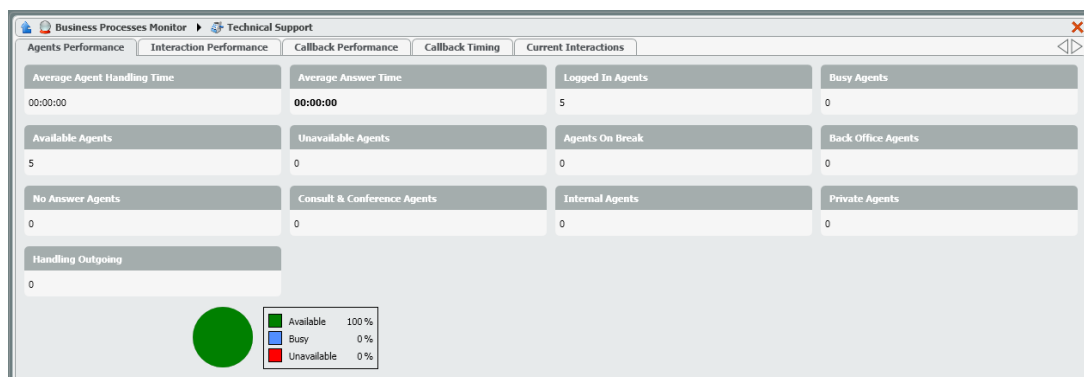 Business Processes Monitor Technical Support
Agents Performance Interaction Performance Callback Performance Callback Timing Current Interactions
Average Agent Handling Time Average Answer Time Logged In Agents Busy Agents
00:00:00 00:00:00 5 0
Available Agents Unavailable Agents Agents On Break Back Office Agents
5 0 0 0
No Answer Agents Consult & Conference Agents Internal Agents Private Agents
0 0 0 0
Handling Outgoing
0
Available 100 %
Busy 0 %
Unavailable 0 %